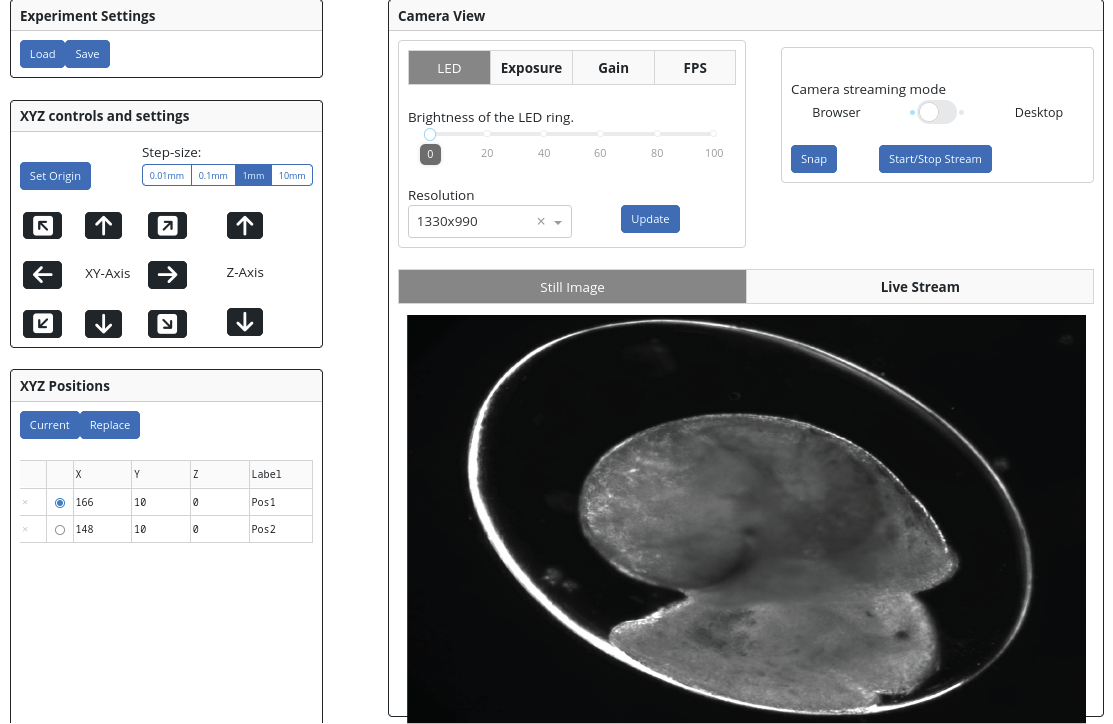 Experiment Settings
Load Save
XYZ controls and settings
Step-size:
Set Origin
0.01mm 0.1mm 1mm 10mm
XY-Axis
Z-Axis
XYZ Positions
Current Replace
X Y Z Label
× 166 10 0 Pos1
× 148 10 0 Pos2
Camera View
LED Exposure Gain FPS
Brightness of the LED ring.
0 20 40 60 80 100
Resolution
1330x990 ×
Update
Camera streaming mode
Browser Desktop
Snap Start/Stop Stream
Still Image Live Stream